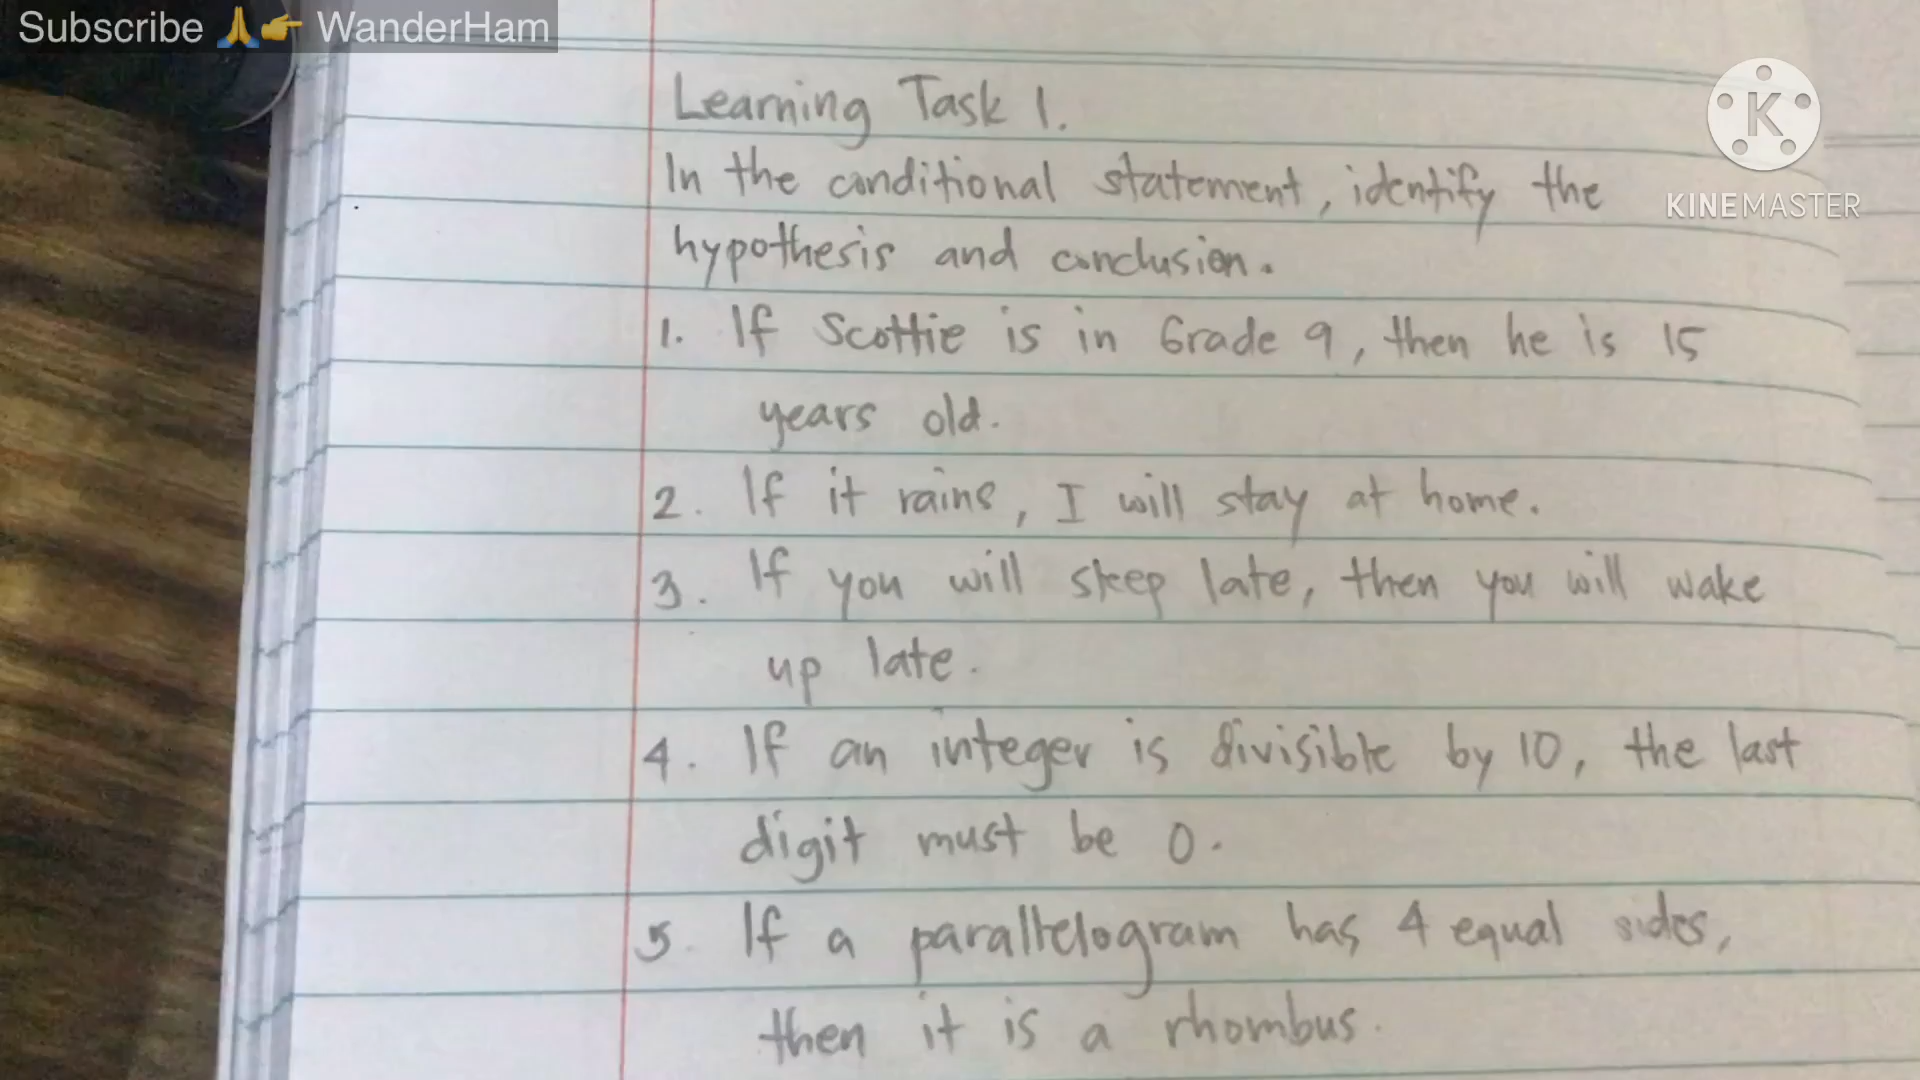 Subscribe 🙏👉 WanderHam
K
KINEMASTER
Learning Task 1.
In the conditional statement, identify the
hypothesis and conclusion.
1. If Scottie is in Grade 9, then he is 15
years old.
2. If it rains, I will stay at home.
3. If you will sleep late, then you will wake
up late.
4. If an integer is divisible by 10, the last
digit must be 0.
5. If a parallelogram has 4 equal sides,
then it is a rhombus.